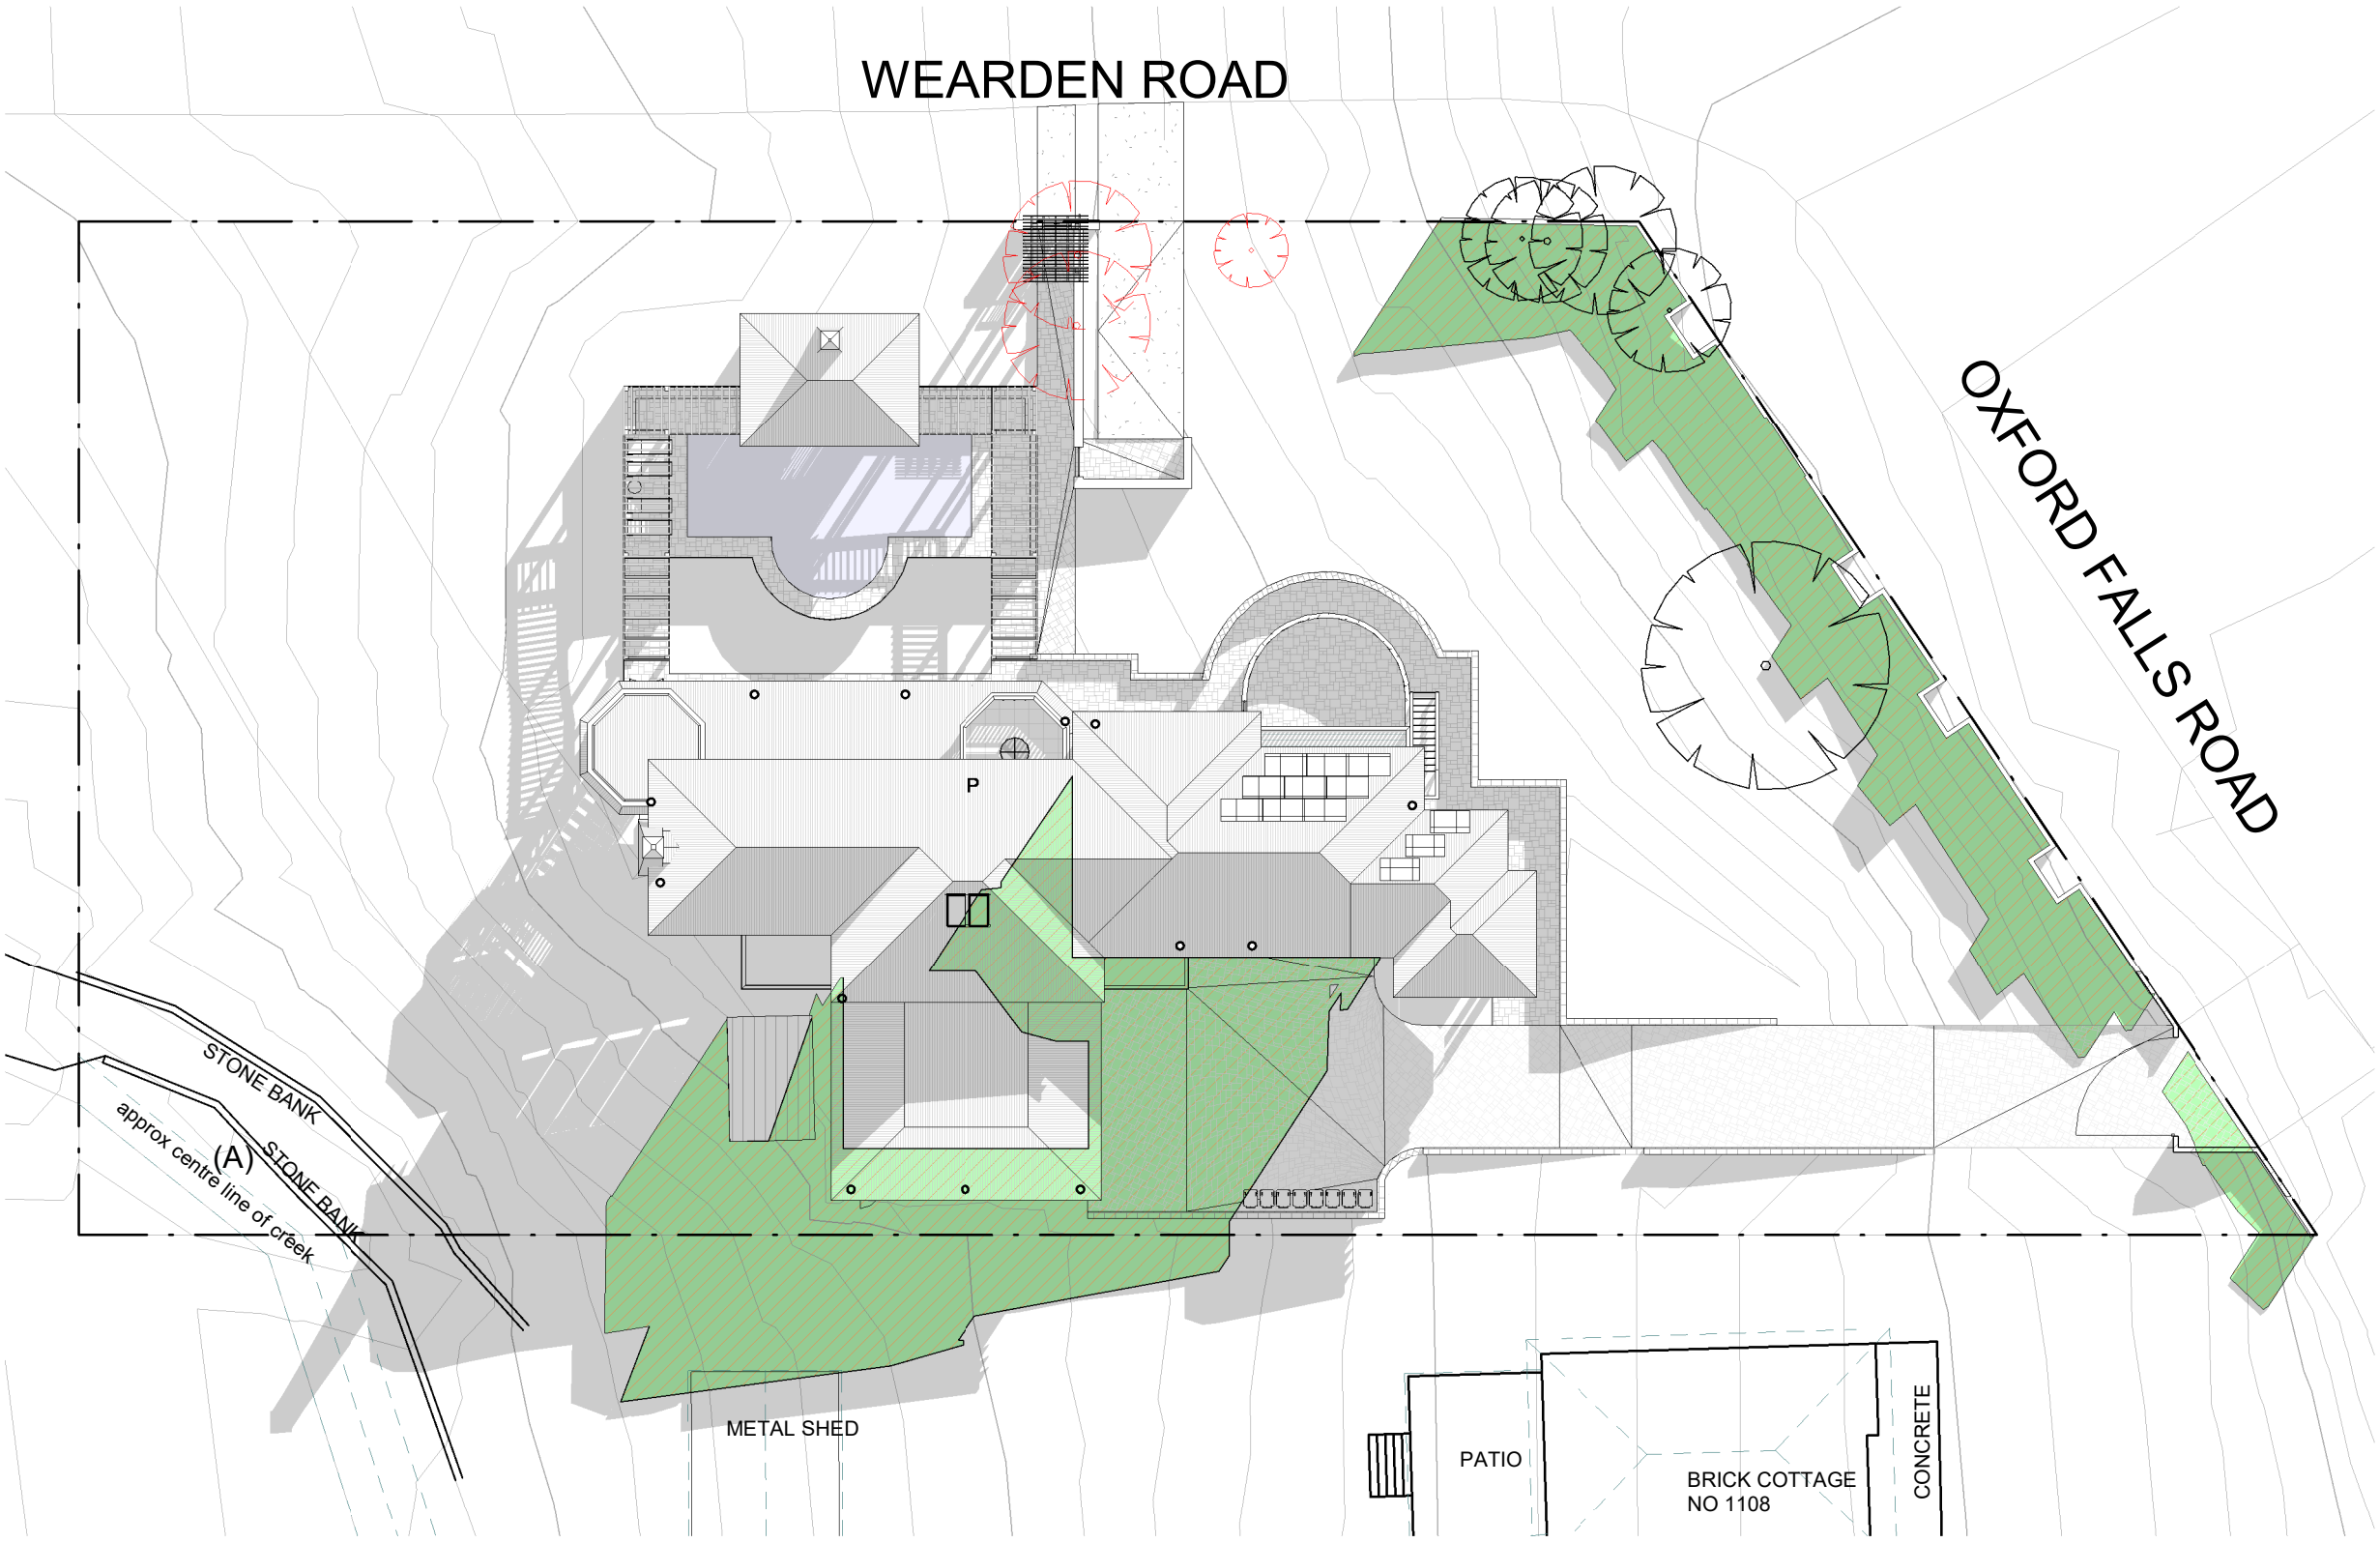 WEARDEN ROAD
OXFORD FALLS ROAD
P
STONE BANK
(A)
STONE BANK
approx centre line of creek
METAL SHED
PATIO
BRICK COTTAGE
NO 1108
CONCRETE